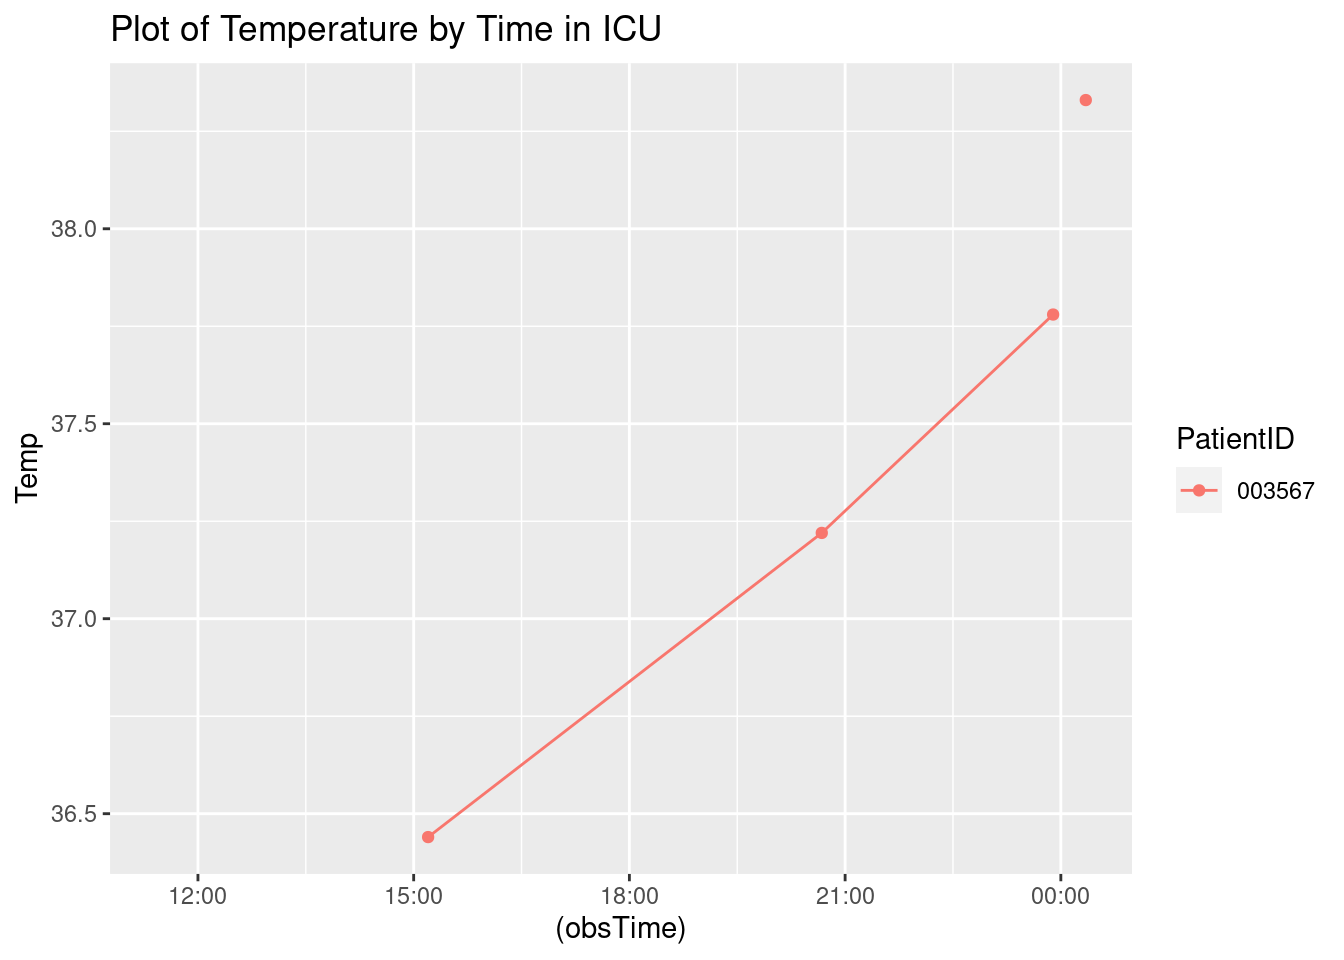 Plot of Temperature by Time in ICU
38.0
37.5
37.0
36.5
Temp
12:00 15:00 18:00 21:00 00:00
(obsTime)
PatientID
003567